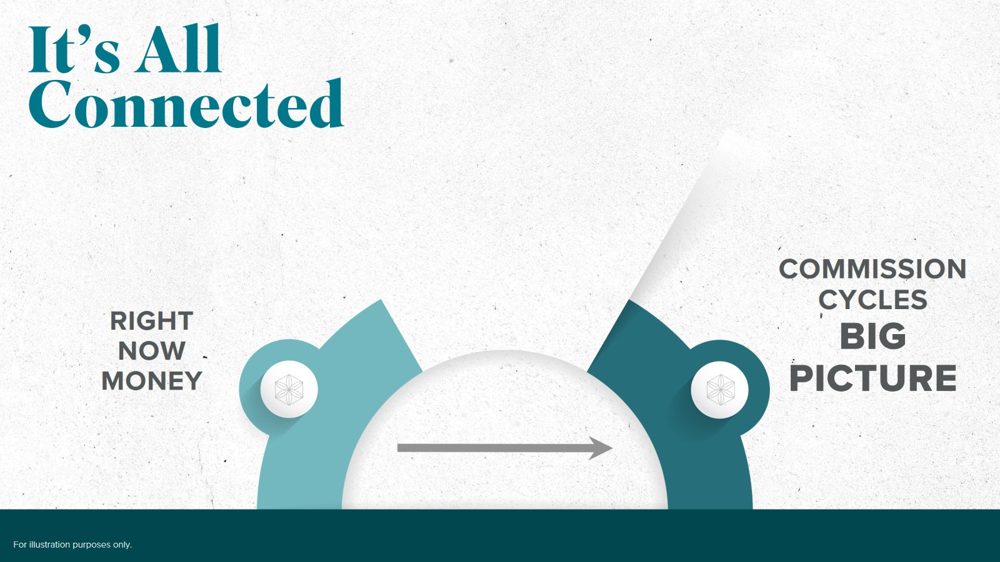 It’s All
Connected
RIGHT
NOW
MONEY
COMMISSION
CYCLES
BIG
PICTURE
For illustration purposes only.